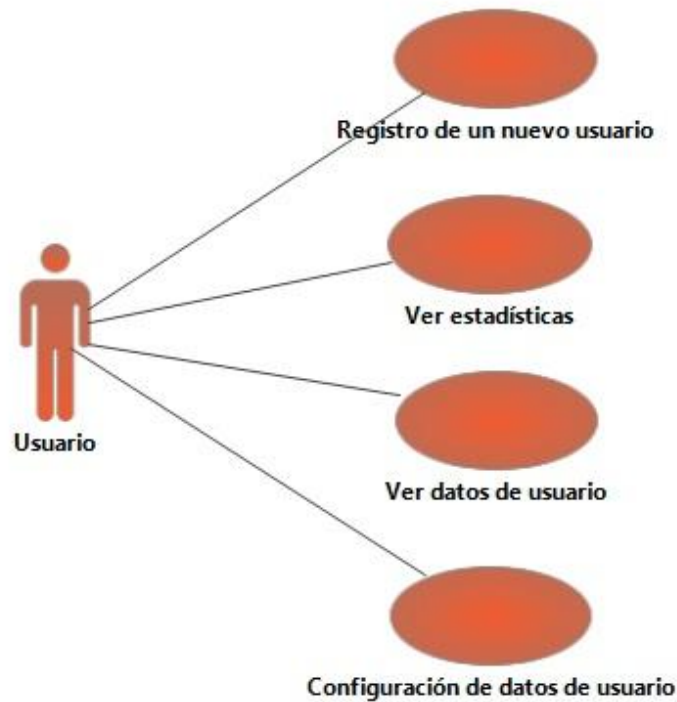 Registro de un nuevo usuario
Ver estadísticas
Usuario
Ver datos de usuario
Configuración de datos de usuario